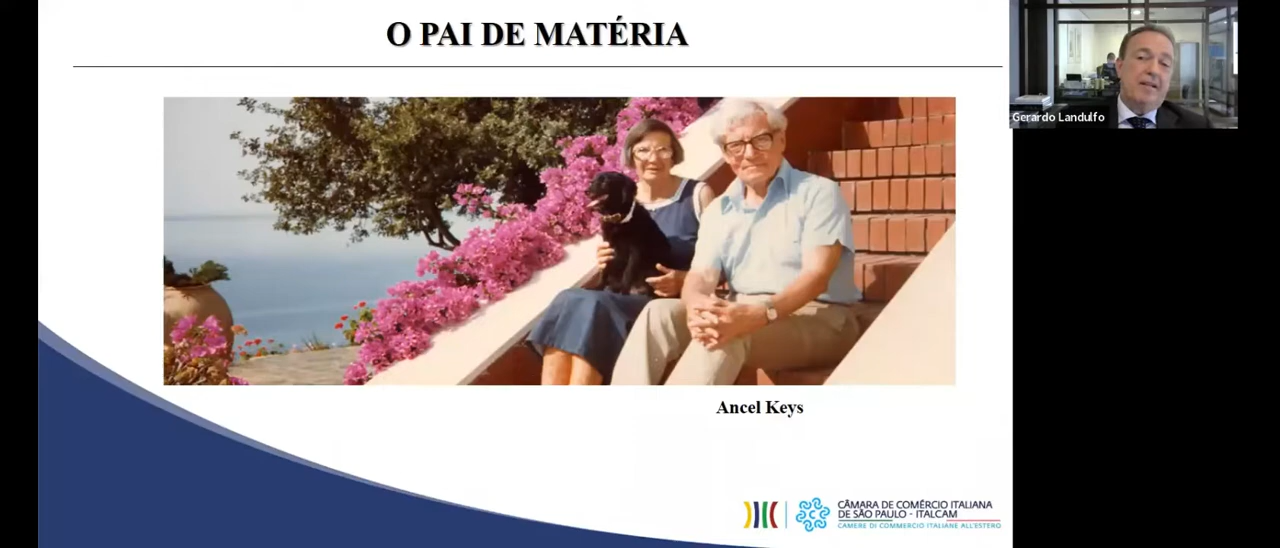 O PAI DE MATÉRIA
Gerardo Landulfo
Ancel Keys
CÂMARA DE COMÉRCIO ITALIANA
DE SÃO PAULO - ITALCAM
CAMERE DI COMMERCIO ITALIANE ALL'ESTERO